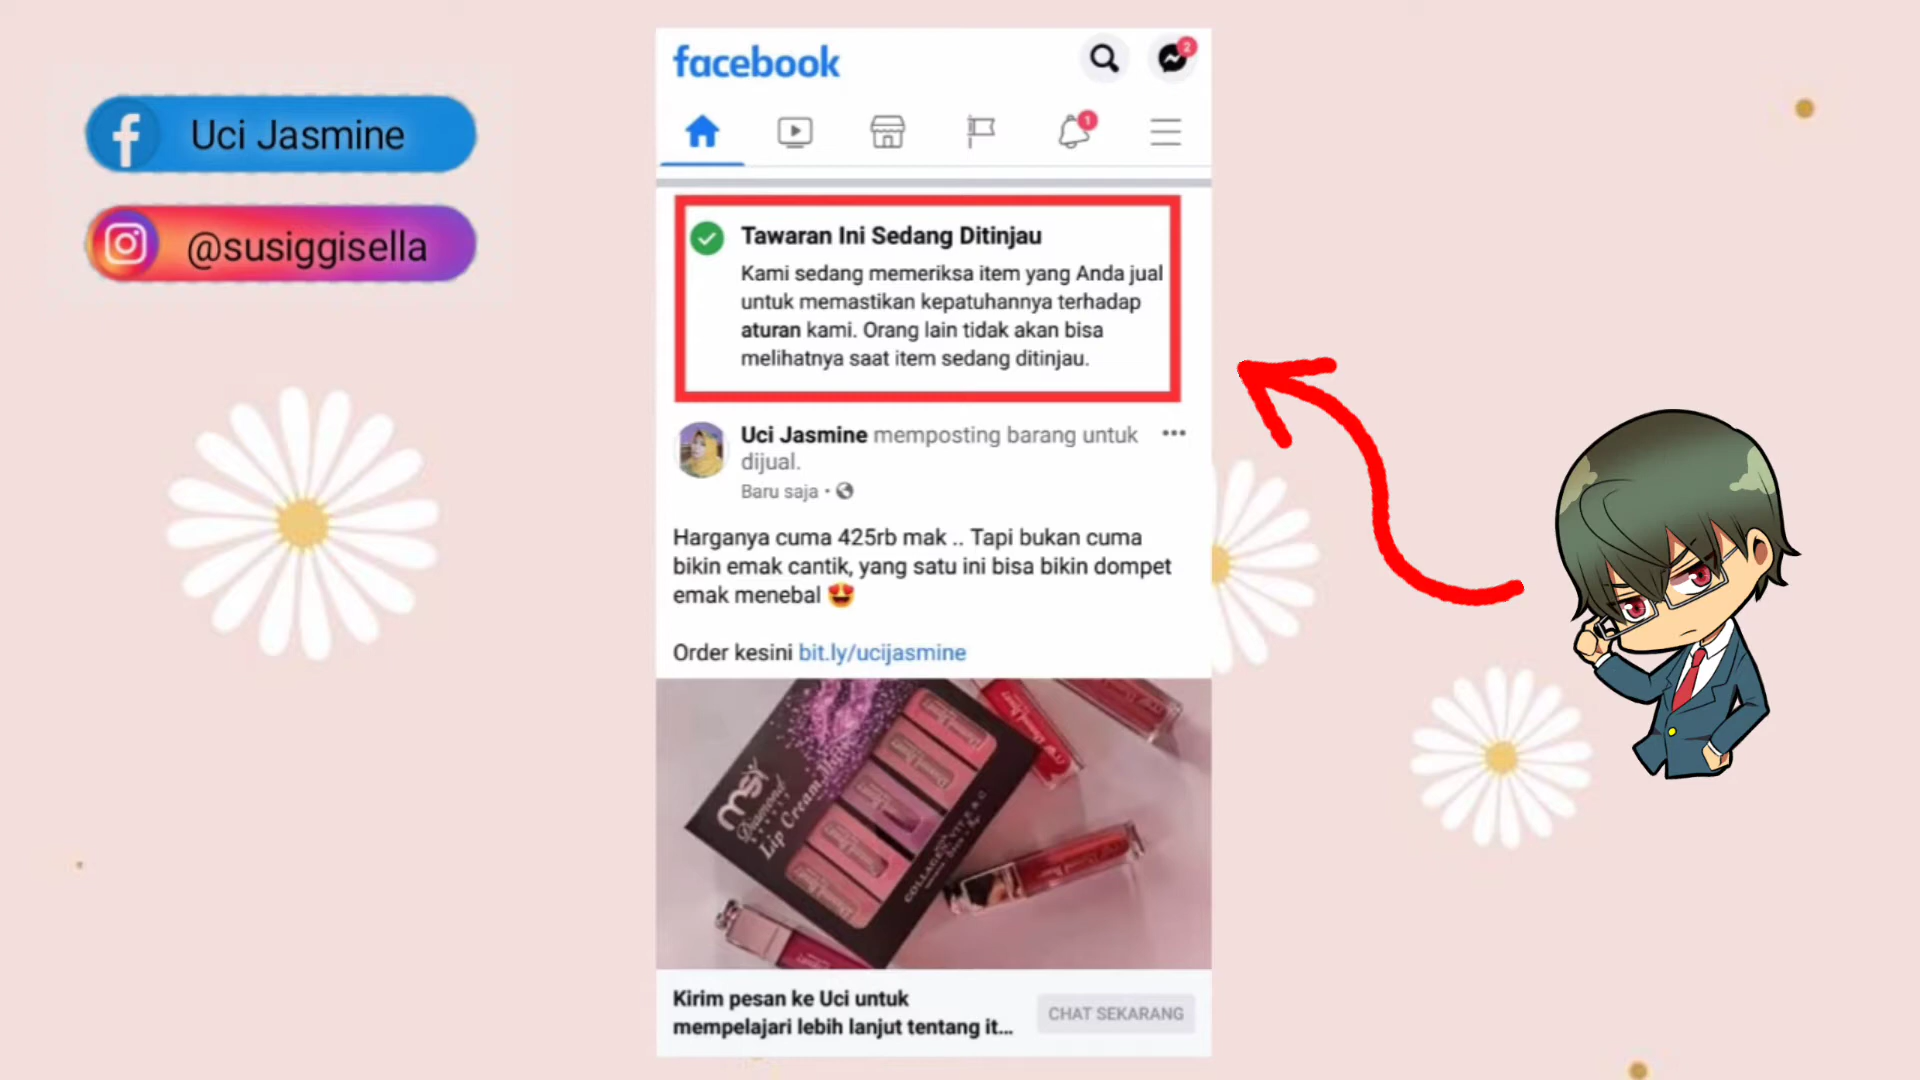 Uci Jasmine
@susiggisella
facebook
2
1
Tawaran Ini Sedang Ditinjau
Kami sedang memeriksa item yang Anda jual
untuk memastikan kepatuhannya terhadap
aturan kami. Orang lain tidak akan bisa
melihatnya saat item sedang ditinjau.
Uci Jasmine memposting barang untuk
dijual.
Baru saja •
Harganya cuma 425rb mak .. Tapi bukan cuma
bikin emak cantik, yang satu ini bisa bikin dompet
emak menebal 😍
Order kesini bit.ly/ucijasmine
msi
Diamond
Lip Cream
Kirim pesan ke Uci untuk
mempelajari lebih lanjut tentang it...
CHAT SEKARANG